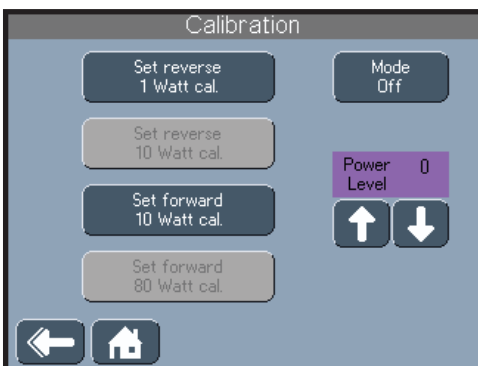 Calibration
Set reverse
1 Watt cal.
Mode
Off
Set reverse
10 Watt cal.
Power 0
Level
Set forward
10 Watt cal.
Set forward
80 Watt cal.